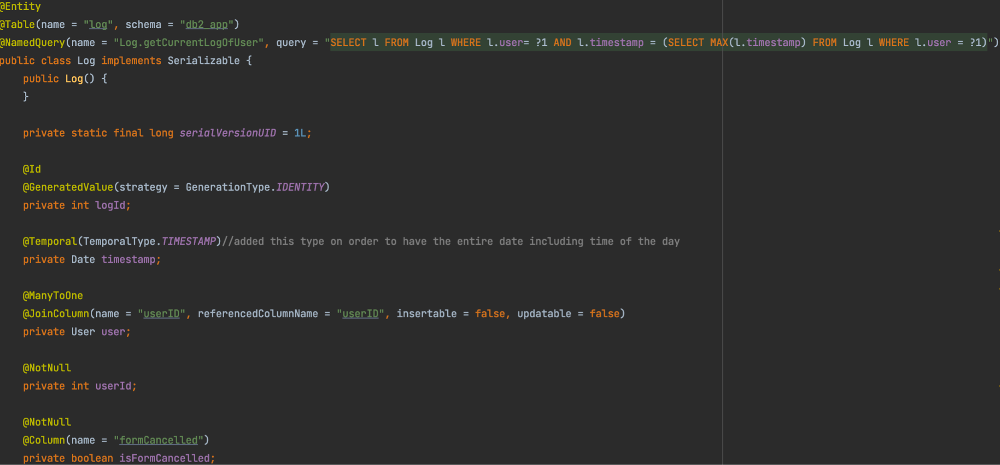 @Entity
@Table(name = "log", schema = "db2_app")
@NamedQuery(name = "Log.getCurrentLogOfUser", query = "SELECT l FROM Log l WHERE l.user= ?1 AND l.timestamp = (SELECT MAX(l.timestamp) FROM Log l WHERE l.user = ?1)")
public class Log implements Serializable {
public Log() {
}
private static final long serialVersionUID = 1L;
@Id
@GeneratedValue(strategy = GenerationType.IDENTITY)
private int logId;
@Temporal(TemporalType.TIMESTAMP)//added this type on order to have the entire date including time of the day
private Date timestamp;
@ManyToOne
@JoinColumn(name = "userID", referencedColumnName = "userID", insertable = false, updatable = false)
private User user;
@NotNull
private int userId;
@NotNull
@Column(name = "formCancelled")
private boolean isFormCancelled;